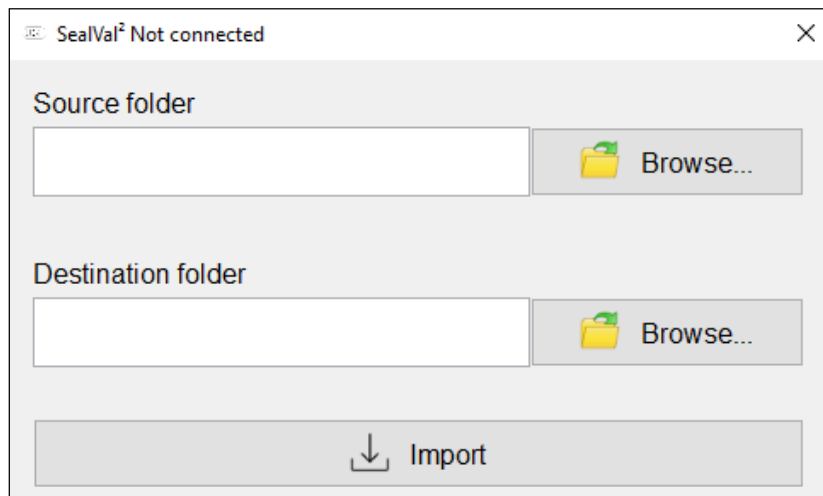 SealVal² Not connected
Source folder
Browse...
Destination folder
Browse...
Import